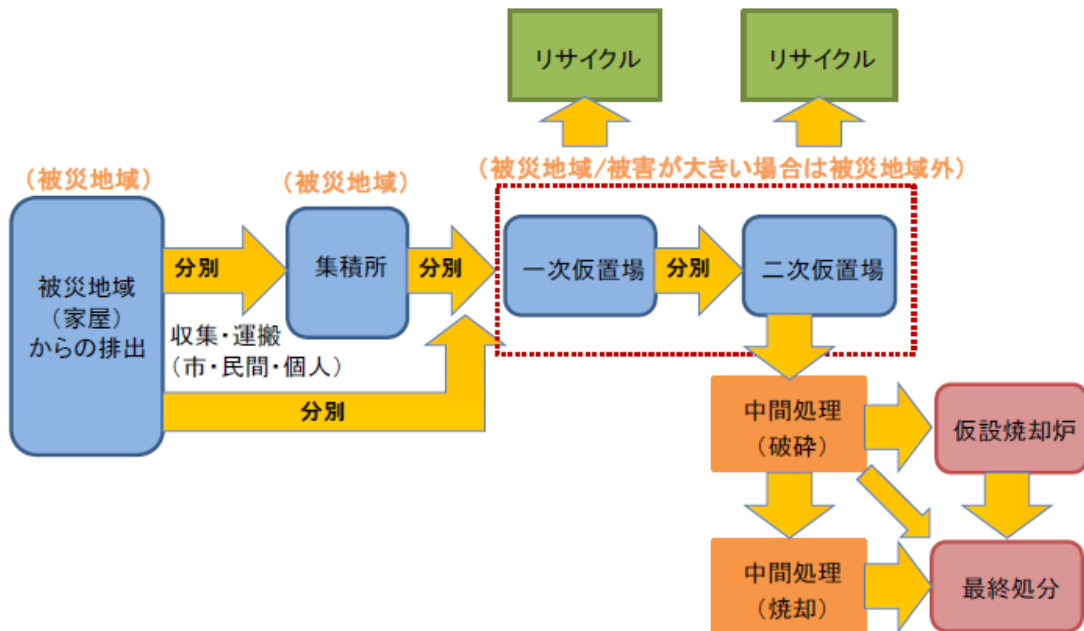 リサイクル
リサイクル
(被災地域)
(被災地域)
(被災地域/被害が大きい場合は被災地域外)
被災地域
(家屋)
からの排出
分別
集積所
分別
一次仮置場
分別
二次仮置場
収集・運搬
(市・民間・個人)
分別
中間処理
(破砕)
仮設焼却炉
中間処理
(焼却)
最終処分